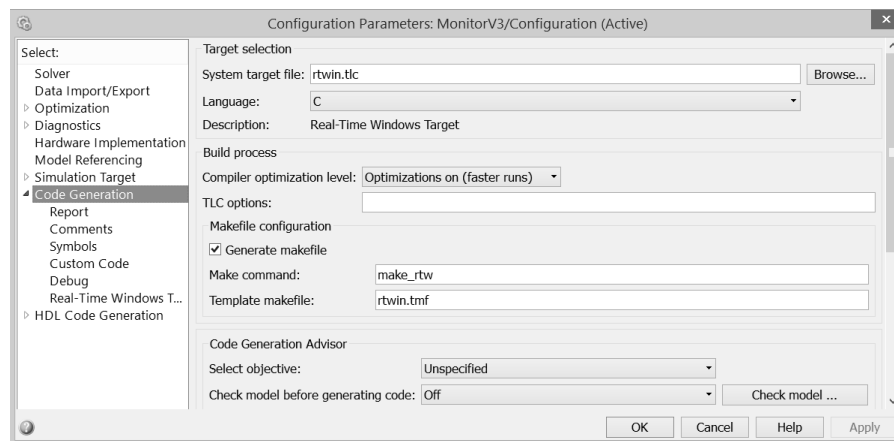 Configuration Parameters: MonitorV3/Configuration (Active)
Select:
Solver
Data Import/Export
Optimization
Diagnostics
Hardware Implementation
Model Referencing
Simulation Target
Code Generation
Report
Comments
Symbols
Custom Code
Debug
Real-Time Windows T...
HDL Code Generation
Target selection
System target file: rtwin.tlc Browse...
Language: C
Description: Real-Time Windows Target
Build process
Compiler optimization level: Optimizations on (faster runs)
TLC options:
Makefile configuration
Generate makefile
Make command: make_rtw
Template makefile: rtwin.tmf
Code Generation Advisor
Select objective: Unspecified
Check model before generating code: Off Check model ...
OK Cancel Help Apply